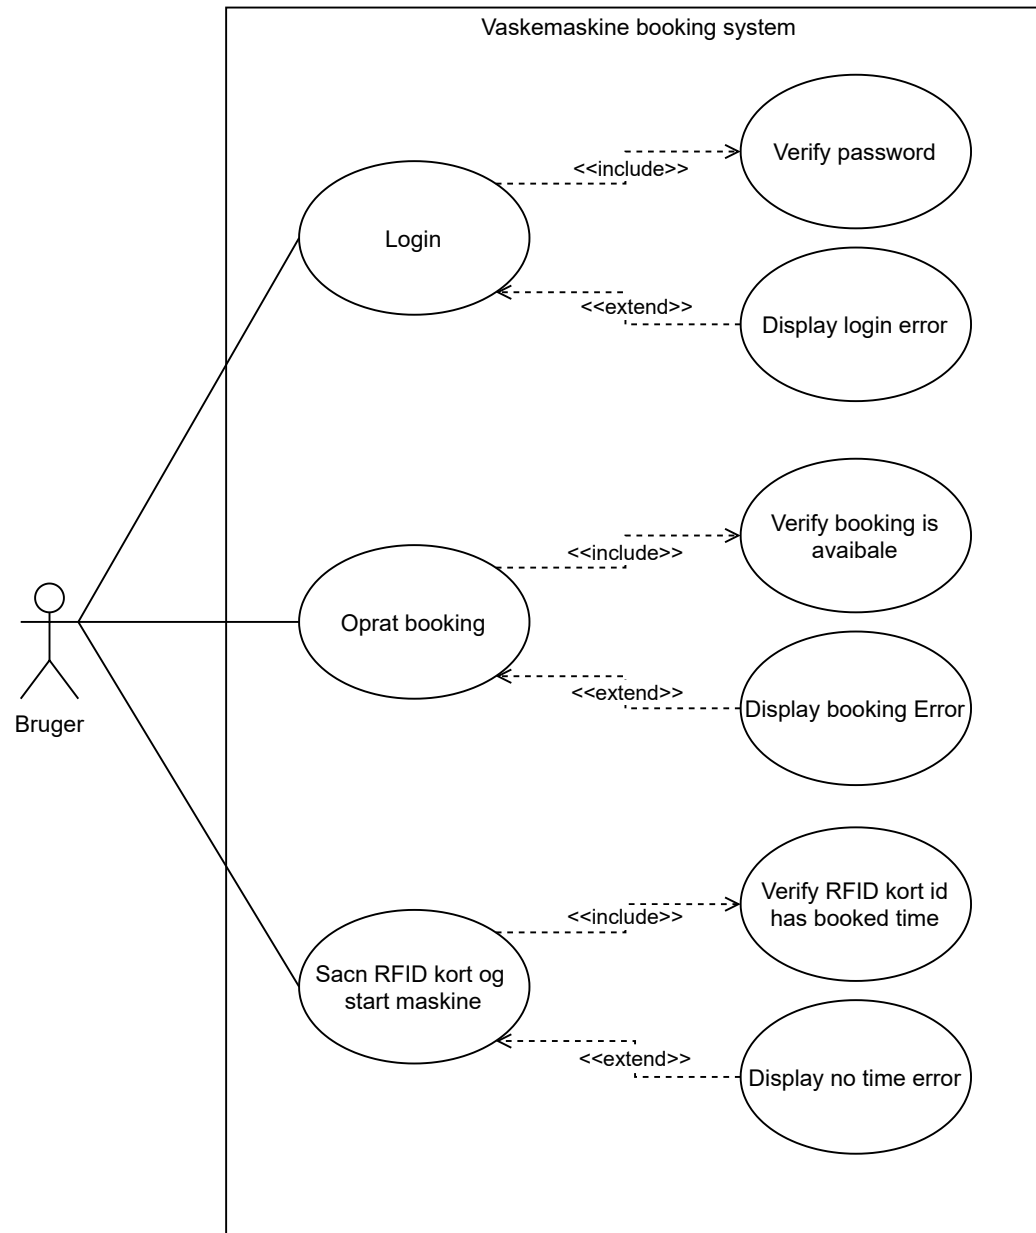 Vaskemaskine booking system
Verify password
<<include>>
Login
<<extend>>
Display login error
Verify booking is
avaibale
<<include>>
Oprat booking
<<extend>>
Display booking Error
Bruger
Verify RFID kort id
has booked time
<<include>>
Sacn RFID kort og
start maskine
<<extend>>
Display no time error